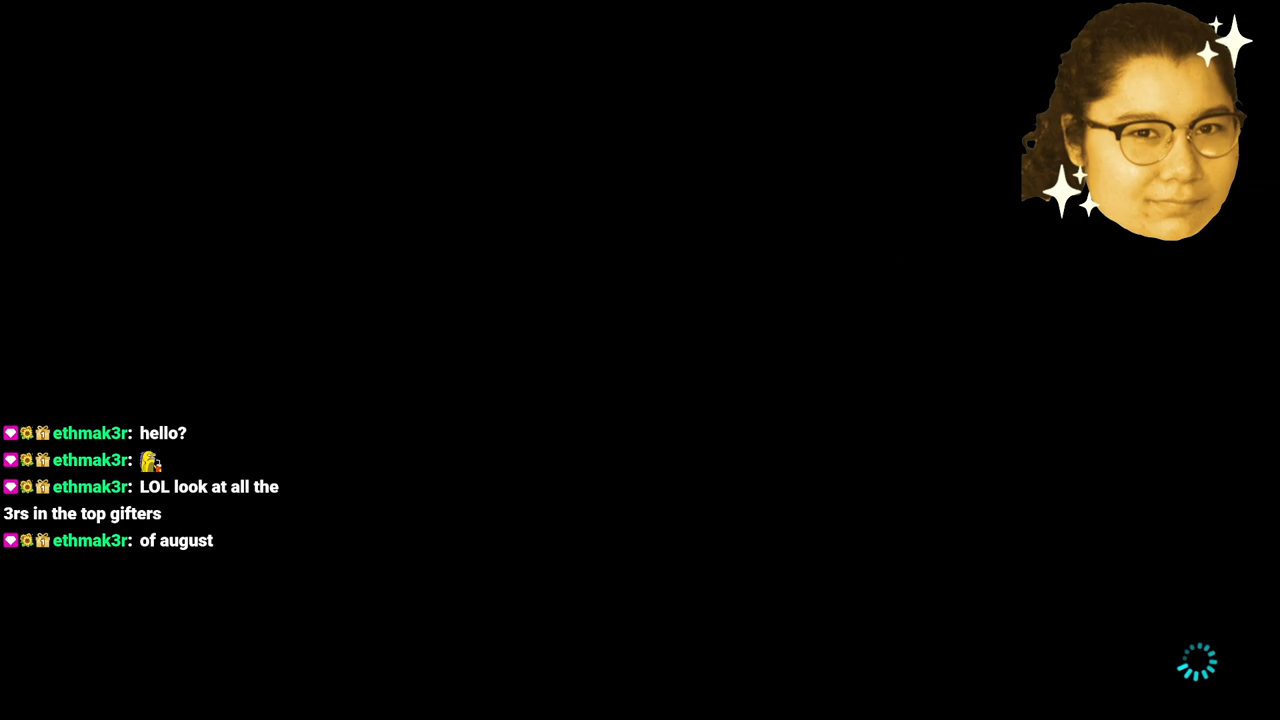 ethmak3r: hello?
ethmak3r:
ethmak3r: LOL look at all the
3rs in the top gifters
ethmak3r: of august